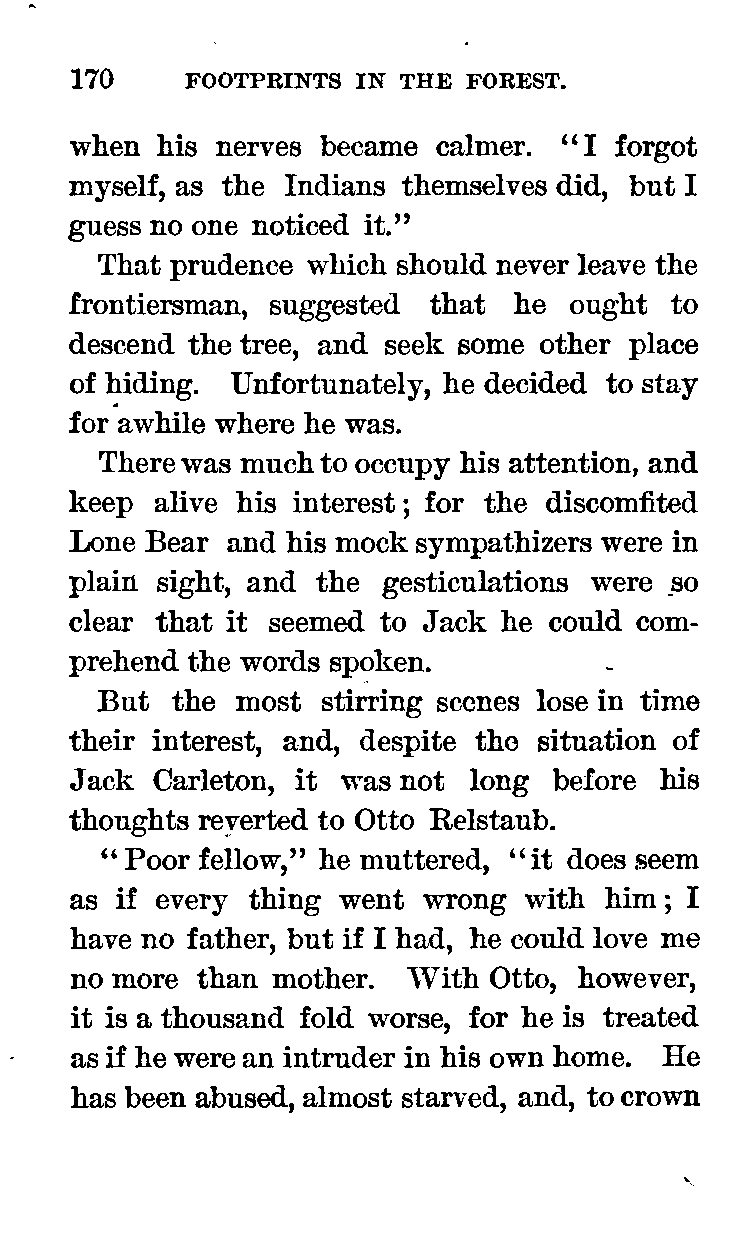 170 FOOTPRINTS IN THE FOREST.
when his nerves became calmer. “I forgot
myself, as the Indians themselves did, but I
guess no one noticed it.”
That prudence which should never leave the
frontiersman, suggested that he ought to
descend the tree, and seek some other place
of hiding. Unfortunately, he decided to stay
for awhile where he was.
There was much to occupy his attention, and
keep alive his interest; for the discomfited
Lone Bear and his mock sympathizers were in
plain sight, and the gesticulations were so
clear that it seemed to Jack he could com-
prehend the words spoken.
But the most stirring scenes lose in time
their interest, and, despite the situation of
Jack Carleton, it was not long before his
thoughts reverted to Otto Relstaub.
“Poor fellow,” he muttered, “it does seem
as if every thing went wrong with him; I
have no father, but if I had, he could love me
no more than mother. With Otto, however,
it is a thousand fold worse, for he is treated
as if he were an intruder in his own home. He
has been abused, almost starved, and, to crown